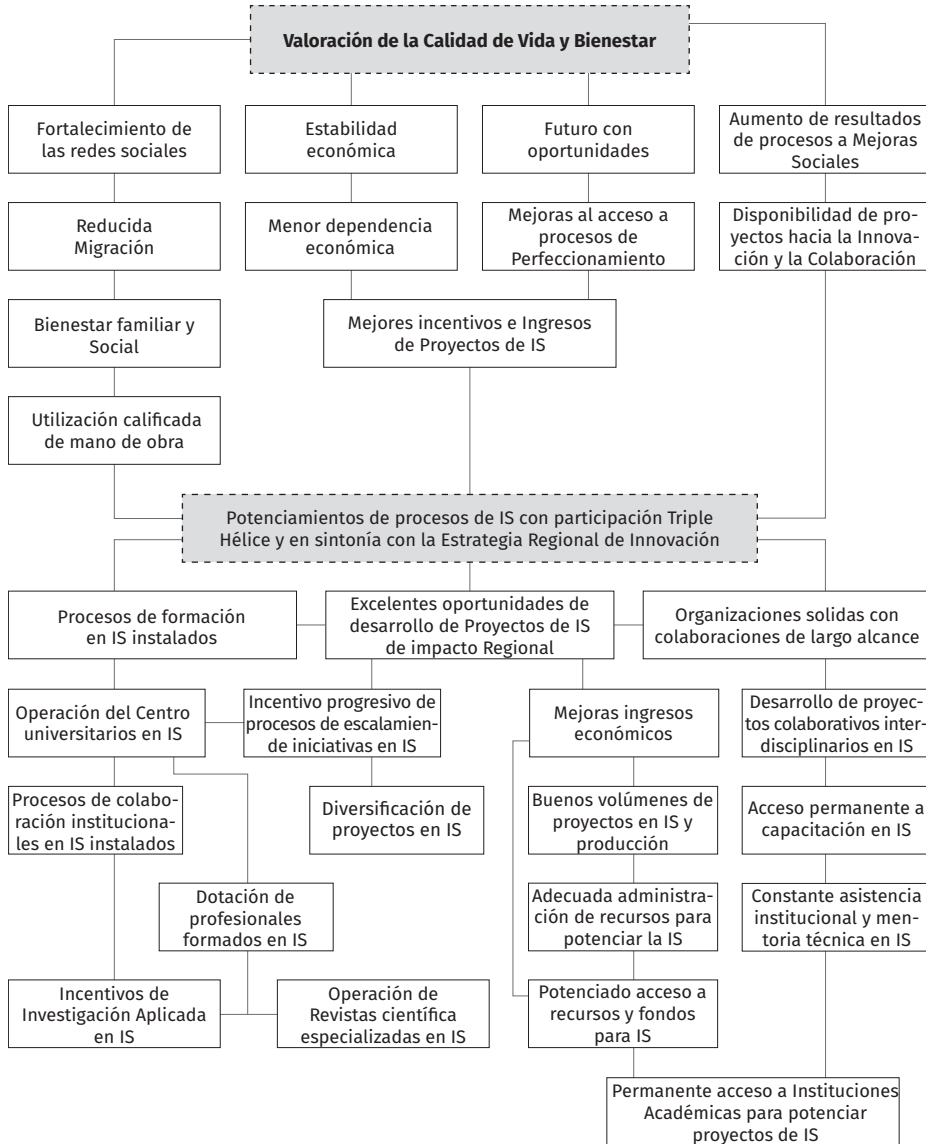 Valoración de la Calidad de Vida y Bienestar
Fortalecimiento de
las redes sociales
Estabilidad
económica
Futuro con
oportunidades
Aumento de resultados
de procesos a Mejoras
Sociales
Reducida
Migración
Menor dependencia
económica
Mejoras al acceso a
procesos de
Perfeccionamiento
Disponibilidad de pro-
yectos hacia la Innova-
ción y la Colaboración
Bienestar familiar y
Social
Mejores incentivos e Ingresos
de Proyectos de IS
Utilización calificada
de mano de obra
Potenciamientos de procesos de IS con participación Triple
Hélice y en sintonía con la Estrategia Regional de Innovación
Procesos de formación
en IS instalados
Excelentes oportunidades de
desarrollo de Proyectos de IS
de impacto Regional
Organizaciones solidas con
colaboraciones de largo alcance
Operación del Centro
universitarios en IS
Incentivo progresivo de
procesos de escalamien-
de iniciativas en IS
Mejoras ingresos
económicos
Desarrollo de proyec-
tos colaborativos inter-
disciplinarios en IS
Procesos de colabo-
ración instituciona-
les en IS instalados
Diversificación de
proyectos en IS
Buenos volúmenes de
proyectos en IS y
producción
Acceso permanente a
capacitación en IS
Dotación de
profesionales
formados en IS
Adecuada administra-
ción de recursos para
potenciar la IS
Constante asistencia
institucional y men-
toria técnica en IS
Incentivos de
Investigación Aplicada
en IS
Operación de
Revistas científica
especializadas en IS
Potenciado acceso a
recursos y fondos
para IS
Permanente acceso a Instituciones
Académicas para potenciar
proyectos de IS